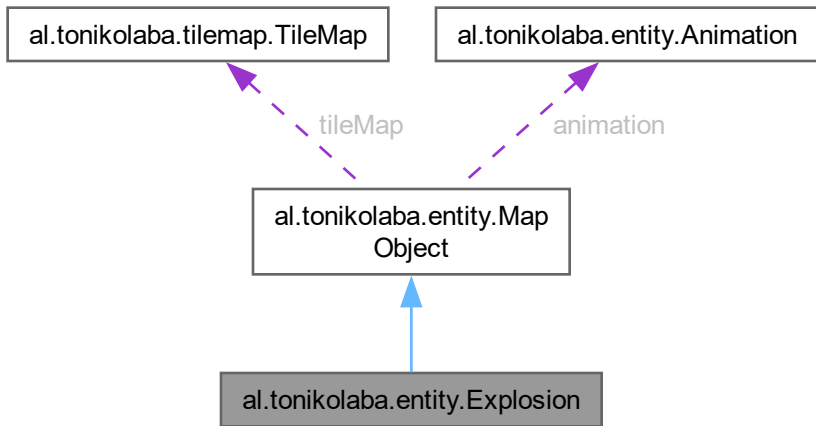 al.tonikolaba.tilemap.TileMap
al.tonikolaba.entity.Animation
tileMap
animation
al.tonikolaba.entity.Map
Object
al.tonikolaba.entity.Explosion